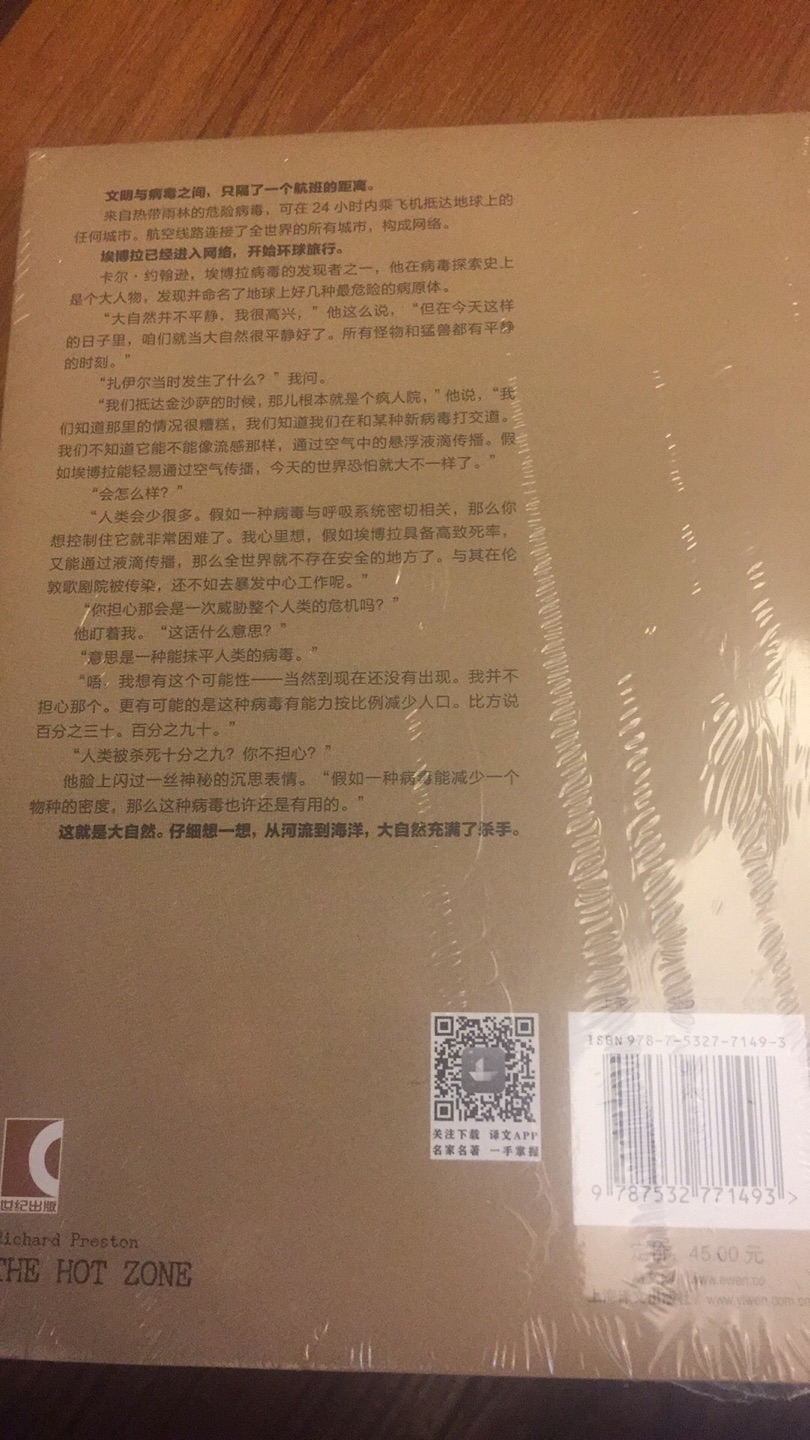 文明与病毒之间，只隔了一个航班的距离。
来自热带雨林的危险病毒，可在 24 小时内乘飞机抵达地球上的
任何城市。航空线路连接了全世界的所有城市，构成网络。
埃博拉已经进入网络，开始环球旅行。
卡尔·约翰逊，埃博拉病毒的发现者之一，他在病毒探索史上
是个大人物，发现并命名了地球上好几种最危险的病原体。
“大自然并不平静，我很高兴，”他这么说，“但在今天这样
的日子里，咱们就当大自然很平静好了。所有怪物和猛兽都有平静
的时刻。”
“扎伊尔当时发生了什么？”我问。
“我们抵达金沙萨的时候，那儿根本就是个疯人院，”他说，“我
们知道那里的情况很糟糕，我们知道我们在和某种新病毒打交道。
我们不知道它能不能像流感那样，通过空气中的悬浮液滴传播。假
如埃博拉能轻易通过空气传播，今天的世界恐怕就大不一样了。”
“会怎么样？”
“人类会少很多。假如一种病毒与呼吸系统密切相关，那么你
想控制住它就非常困难了。我心里想，假如埃博拉具备高致死率，
又能通过液滴传播，那么全世界就不存在安全的地方了。与其在伦
敦歌剧院被传染，还不如去暴发中心工作呢。”
“你担心那会是一次威胁整个人类的危机吗？”
他盯着我。“这话什么意思？”
“意思是一种能抹平人类的病毒。”
“唔，我想有这个可能性——当然到现在还没有出现。我并不
担心那个。更有可能的是这种病毒有能力按比例减少人口。比方说
百分之三十。百分之九十。”
“人类被杀死十分之九？你不担心？”
他脸上闪过一丝神秘的沉思表情。“假如一种病毒能减少一个
物种的密度，那么这种病毒也许还是有用的。”
这就是大自然。仔细想一想，从河流到海洋，大自然充满了杀手。
ISBN 978-7-5327-7149-3
关注下载 译文APP
名家名著 一手掌握
9 787532 771493 >
世纪出版
Richard Preston
THE HOT ZONE
定价：45.00 元
www.ewen.co
上海译文出版社 www.yiwen.com.cn